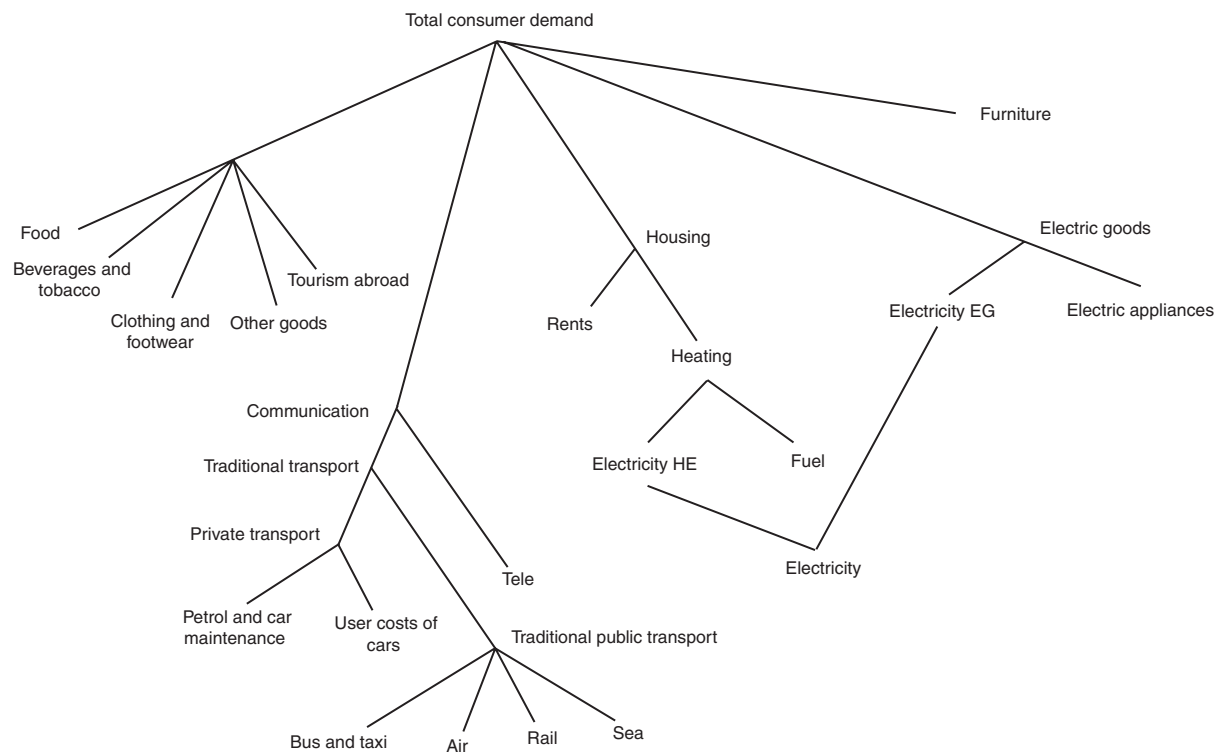 Total consumer demand
Furniture
Food
Beverages and
tobacco
Clothing and
footwear
Other goods
Tourism abroad
Housing
Rents
Heating
Electric goods
Electricity EG
Electric appliances
Communication
Traditional transport
Private transport
Electricity HE
Fuel
Electricity
Tele
Petrol and car
maintenance
User costs of
cars
Traditional public transport
Bus and taxi
Air
Rail
Sea